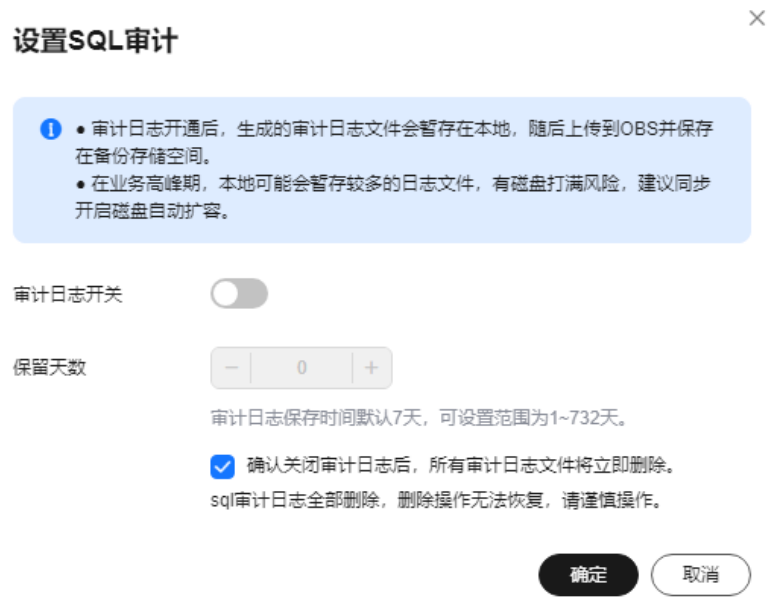 设置SQL审计
● 审计日志开通后，生成的审计日志文件会暂存在本地，随后上传到OBS并保存
在备份存储空间。
● 在业务高峰期，本地可能会暂存较多的日志文件，有磁盘打满风险，建议同步
开启磁盘自动扩容。
审计日志开关
保留天数
0
审计日志保存时间默认7天，可设置范围为1~732天。
确认关闭审计日志后，所有审计日志文件将立即删除。
sql审计日志全部删除，删除操作无法恢复，请谨慎操作。
确定 取消